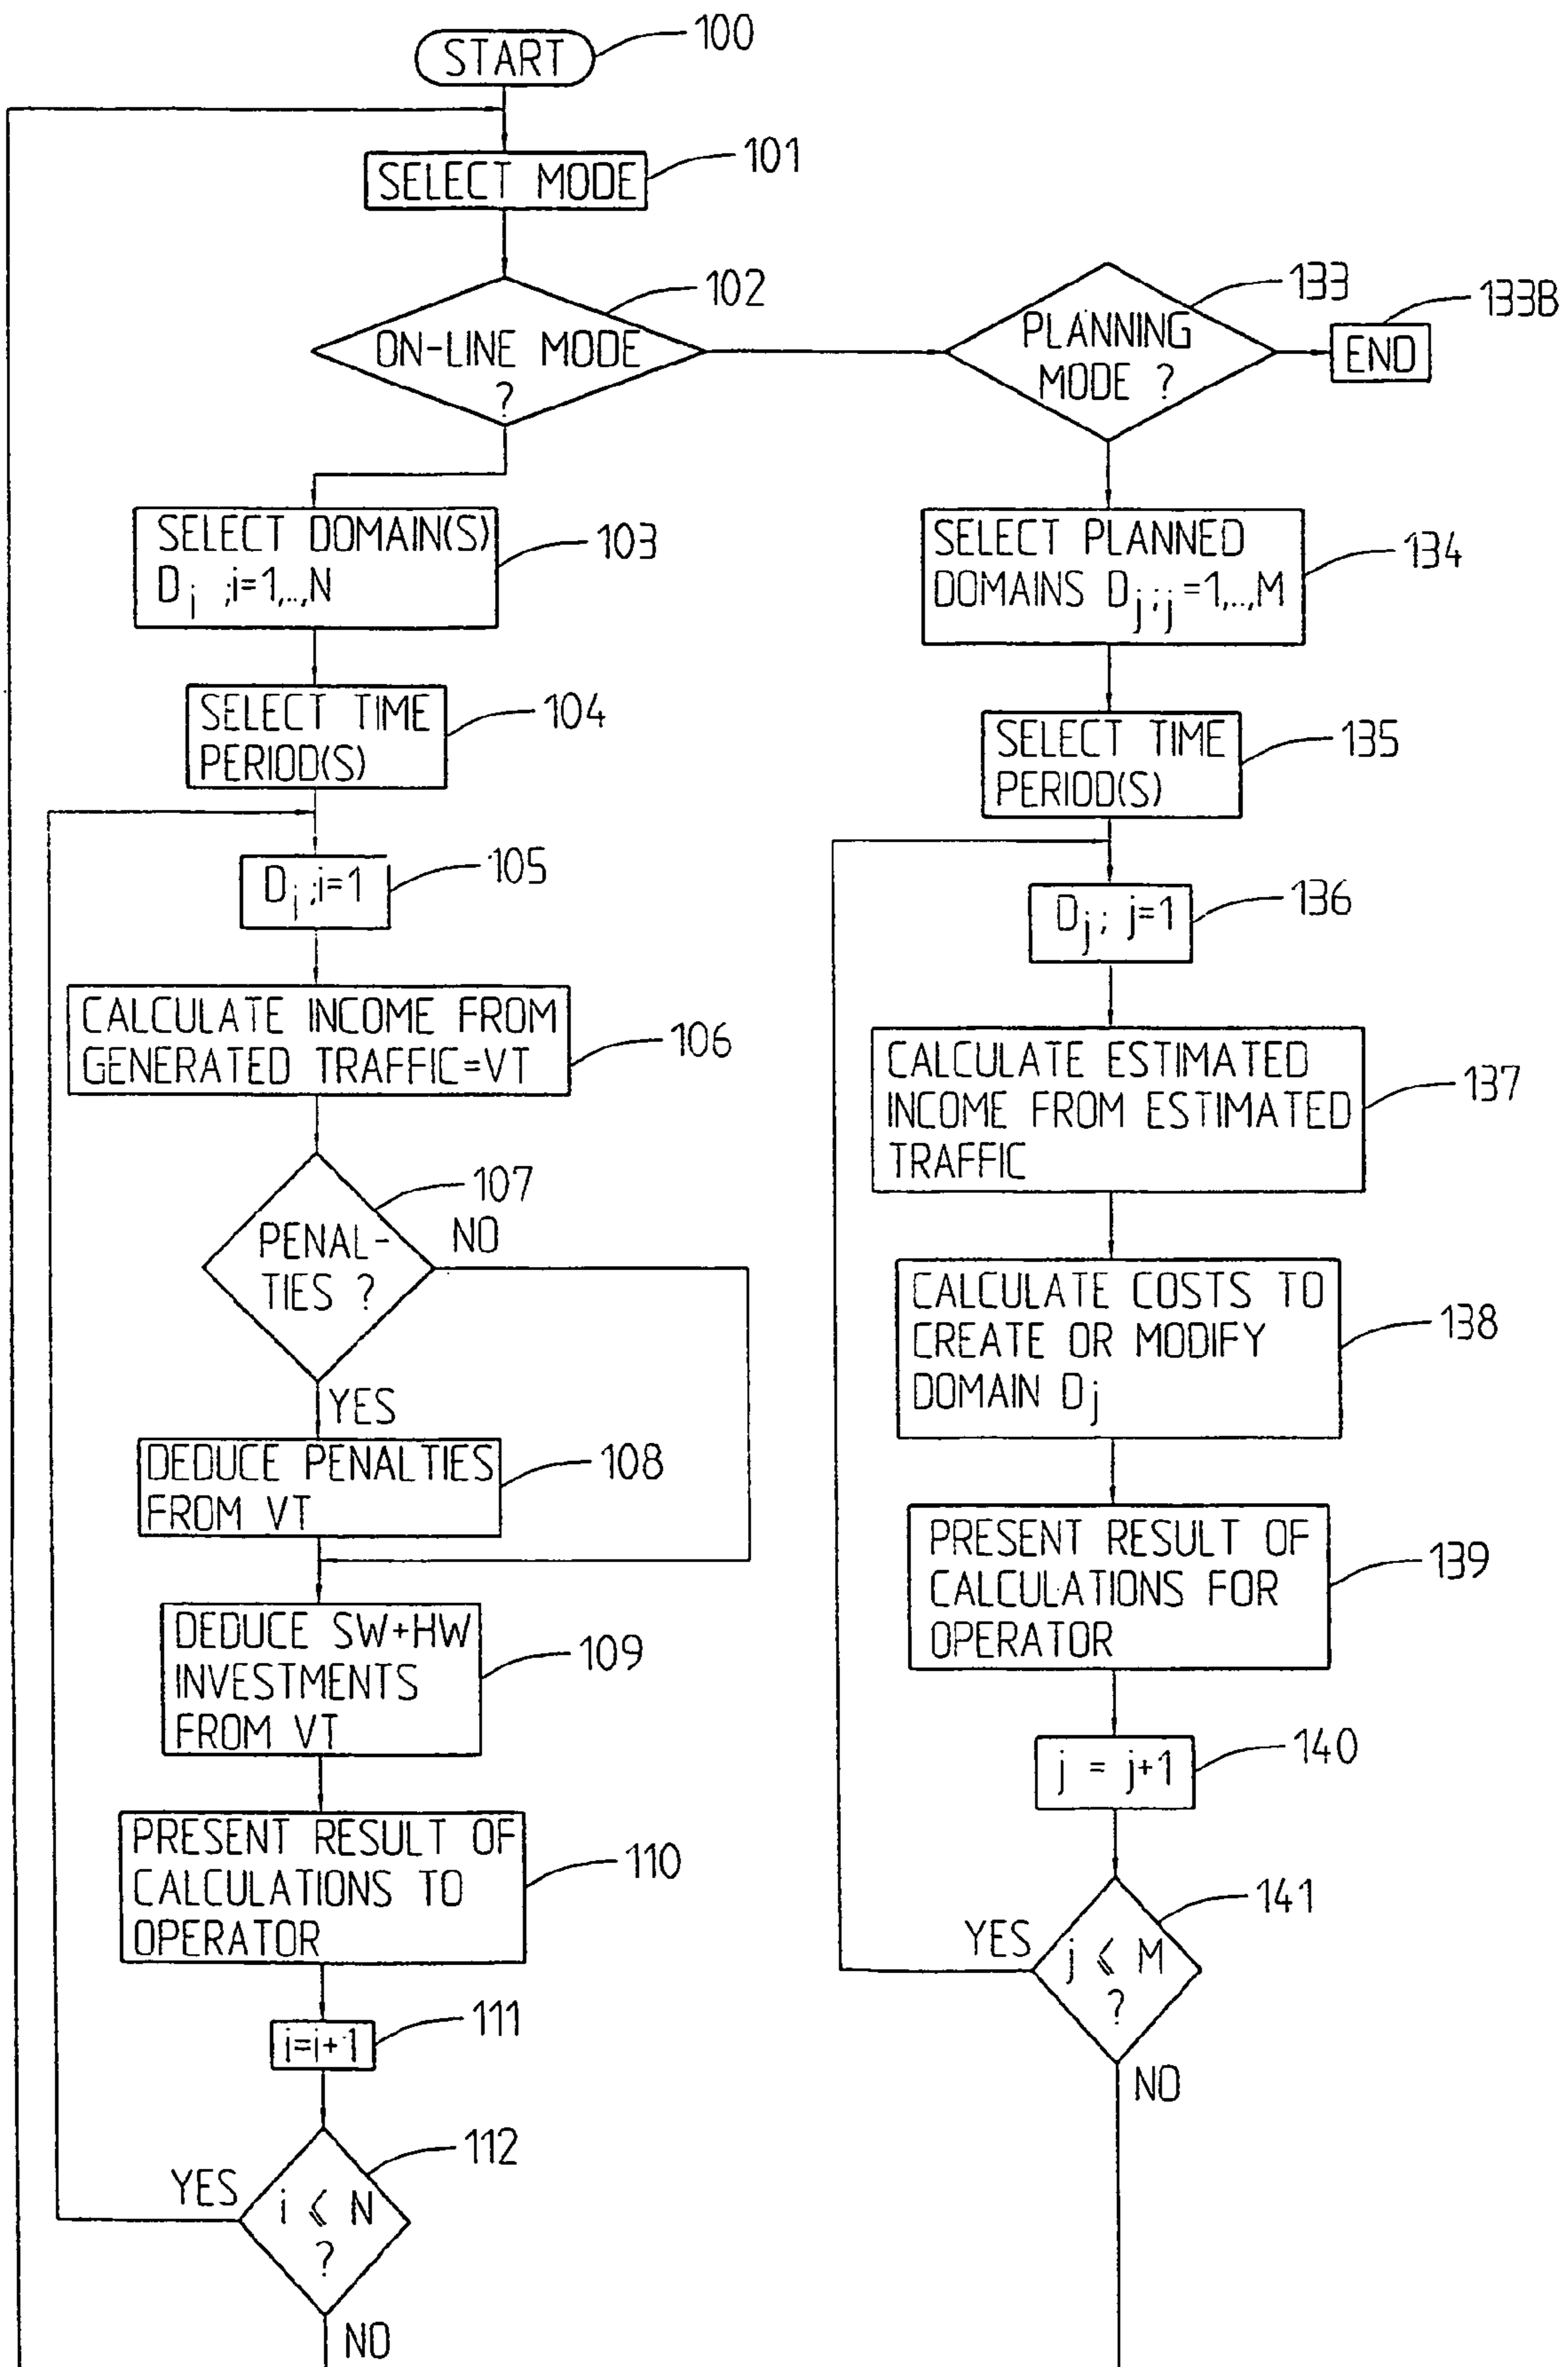 START
100
SELECT MODE
101
ON-LINE MODE
?
102
PLANNING
MODE ?
133
END
133B
SELECT DOMAIN(S)
Di ;i=1,..,N
103
SELECT TIME
PERIOD(S)
104
Di ;i=1
105
CALCULATE INCOME FROM
GENERATED TRAFFIC=VT
106
PENAL-
TIES ?
107
NO
YES
DEDUCE PENALTIES
FROM VT
108
DEDUCE SW+HW
INVESTMENTS
FROM VT
109
PRESENT RESULT OF
CALCULATIONS TO
OPERATOR
110
i=i+1
111
i ⩽ N
?
112
YES
NO
SELECT PLANNED
DOMAINS Dj;j=1,..,M
134
SELECT TIME
PERIOD(S)
135
Dj; j=1
136
CALCULATE ESTIMATED
INCOME FROM ESTIMATED
TRAFFIC
137
CALCULATE COSTS TO
CREATE OR MODIFY
DOMAIN Dj
138
PRESENT RESULT OF
CALCULATIONS FOR
OPERATOR
139
j = j+1
140
j ⩽ M
?
141
YES
NO